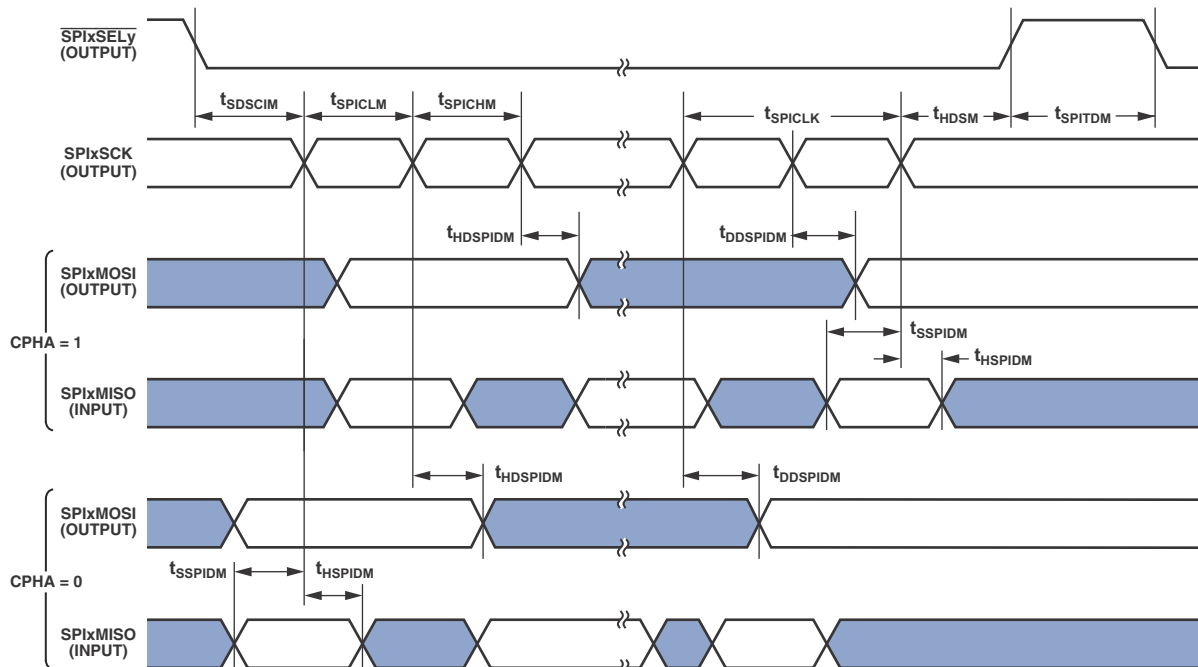 SPIxSELy
(OUTPUT)
tSDSCIM
tSPICLM
tSPICHM
tSPICLK
tHDSM
tSPITDM
SPIxSCK
(OUTPUT)
tHDSPIDM
tDDSPIDM
SPIxMOSI
(OUTPUT)
tSSPIDM
CPHA = 1
tHSPIDM
SPIxMISO
(INPUT)
tHDSPIDM
tDDSPIDM
SPIxMOSI
(OUTPUT)
tSSPIDM
tHSPIDM
CPHA = 0
SPIxMISO
(INPUT)